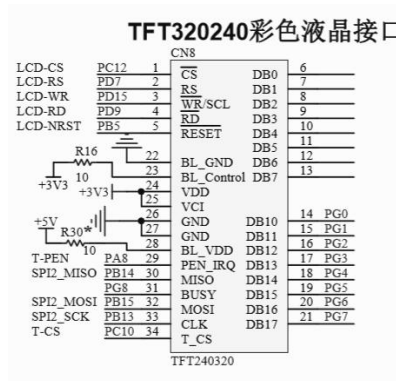 TFT320240彩色液晶接口
CN8
LCD-CS PC12 1 CS DB0 6
LCD-RS PD7 2 RS DB1 7
LCD-WR PD15 3 WR/SCL DB2 8
LCD-RD PD9 4 RD DB3 9
LCD-NRST PB5 5 RESET DB4 10
DB5 11
22 BL_GND DB6 12
R16 10 23 BL_Control DB7 13
+3V3
+3V3 24 VDD
25 VCI
26 GND DB10 14 PG0
+5V 27 GND DB11 15 PG1
R30* 10 28 BL_VDD DB12 16 PG2
T-PEN PA8 29 PEN_IRQ DB13 17 PG3
SPI2_MISO PB14 30 MISO DB14 18 PG4
PG8 31 BUSY DB15 19 PG5
SPI2_MOSI PB15 32 MOSI DB16 20 PG6
SPI2_SCK PB13 33 CLK DB17 21 PG7
T-CS PC10 34 T_CS
TFT240320